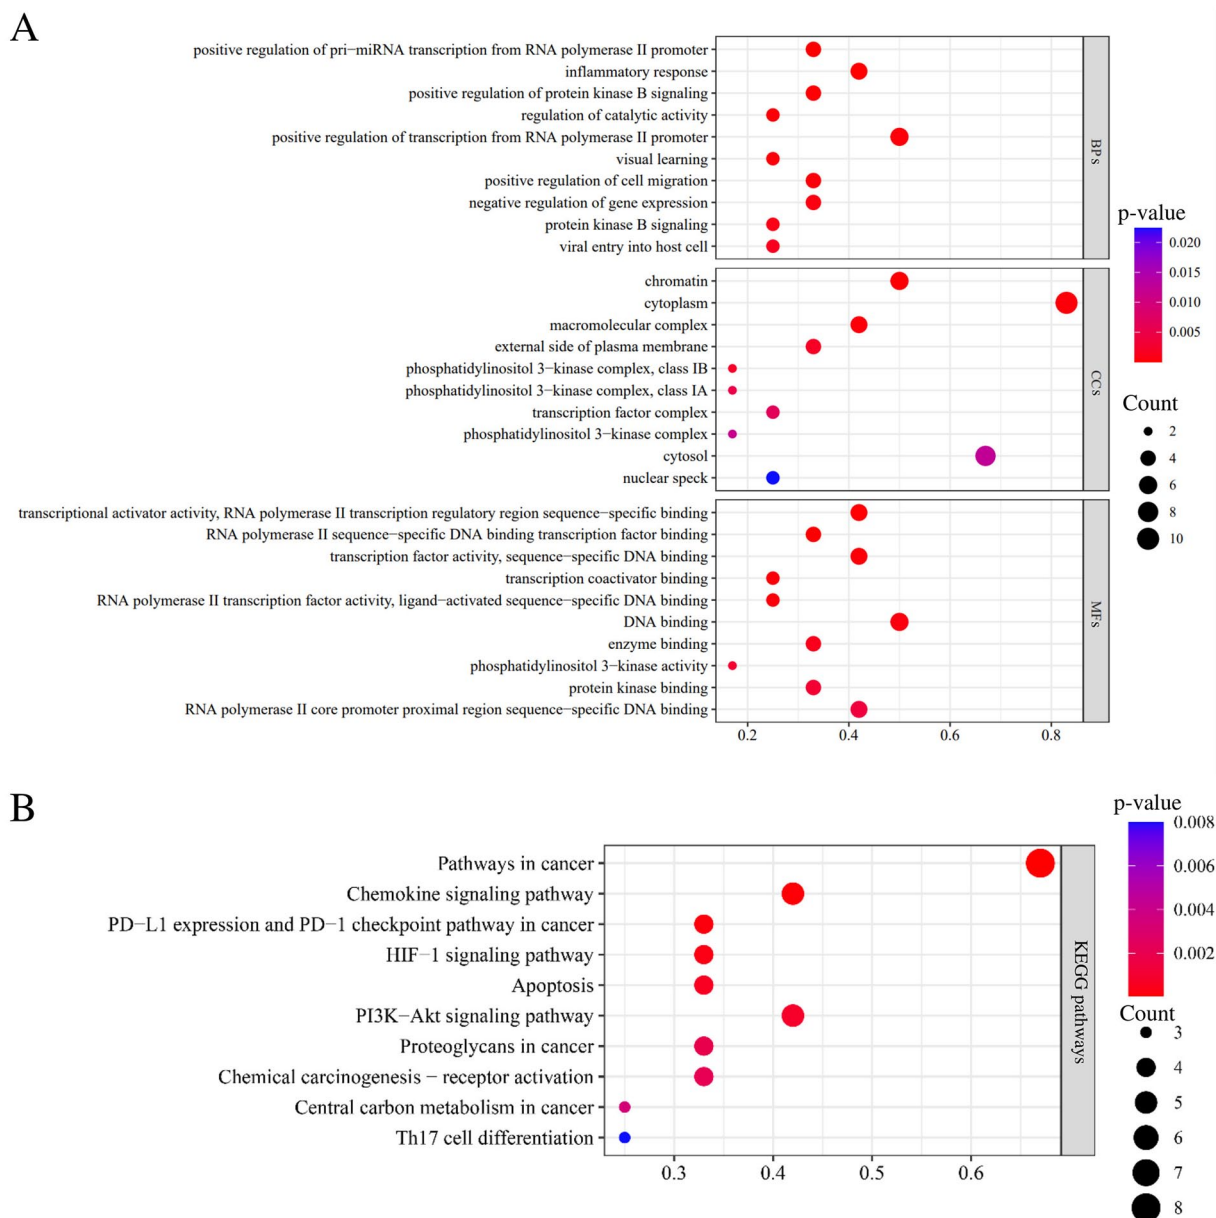 A
positive regulation of pri−miRNA transcription from RNA polymerase II promoter
inflammatory response
positive regulation of protein kinase B signaling
regulation of catalytic activity
positive regulation of transcription from RNA polymerase II promoter
visual learning
positive regulation of cell migration
negative regulation of gene expression
protein kinase B signaling
viral entry into host cell
BPs
chromatin
cytoplasm
macromolecular complex
external side of plasma membrane
phosphatidylinositol 3−kinase complex, class IB
phosphatidylinositol 3−kinase complex, class IA
transcription factor complex
phosphatidylinositol 3−kinase complex
cytosol
nuclear speck
CCs
transcriptional activator activity, RNA polymerase II transcription regulatory region sequence−specific binding
RNA polymerase II sequence−specific DNA binding transcription factor binding
transcription factor activity, sequence−specific DNA binding
transcription coactivator binding
RNA polymerase II transcription factor activity, ligand−activated sequence−specific DNA binding
DNA binding
enzyme binding
phosphatidylinositol 3−kinase activity
protein kinase binding
RNA polymerase II core promoter proximal region sequence−specific DNA binding
MFs
0.2 0.4 0.6 0.8
p-value
0.020
0.015
0.010
0.005
Count
2
4
6
8
10
B
Pathways in cancer
Chemokine signaling pathway
PD−L1 expression and PD−1 checkpoint pathway in cancer
HIF−1 signaling pathway
Apoptosis
PI3K−Akt signaling pathway
Proteoglycans in cancer
Chemical carcinogenesis − receptor activation
Central carbon metabolism in cancer
Th17 cell differentiation
KEGG pathways
0.3 0.4 0.5 0.6
p-value
0.008
0.006
0.004
0.002
Count
3
4
5
6
7
8